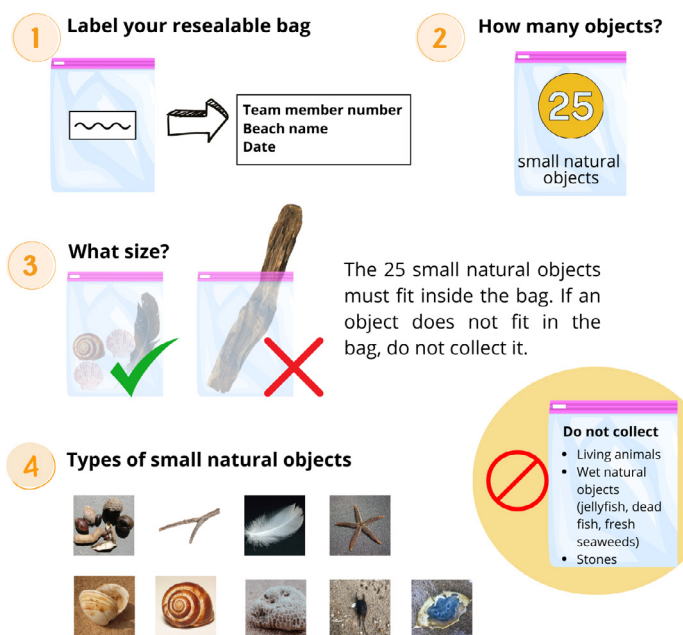 1
Label your resealable bag
Team member number
Beach name
Date
2
How many objects?
25
small natural
objects
3
What size?
The 25 small natural objects
must fit inside the bag. If an
object does not fit in the
bag, do not collect it.
4
Types of small natural objects
Do not collect
• Living animals
• Wet natural
objects
(jellyfish, dead
fish, fresh
seaweeds)
• Stones